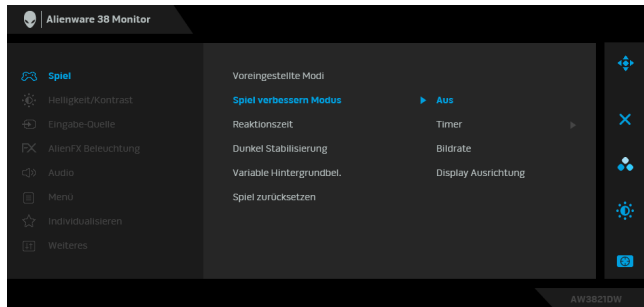 Alienware 38 Monitor
Spiel
Helligkeit/Kontrast
Eingabe-Quelle
AlienFX Beleuchtung
Audio
Menü
Individualisieren
Weiteres
Voreingestellte Modi
Spiel verbessern Modus
Reaktionszeit
Dunkel Stabilisierung
Variable Hintergrundbel.
Spiel zurücksetzen
Aus
Timer
Bildrate
Display Ausrichtung
AW3821DW